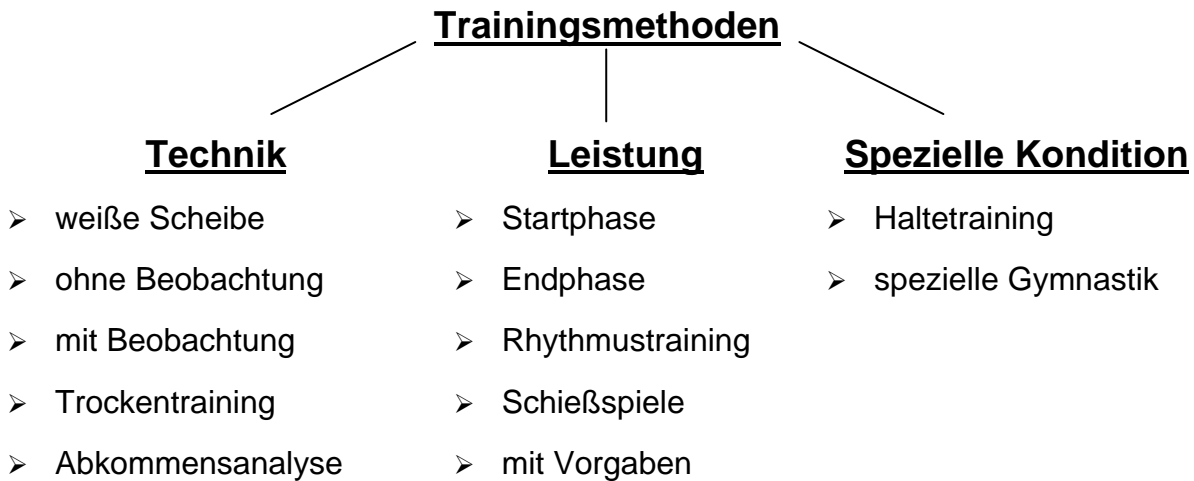 Trainingsmethoden
Technik
➢ weiße Scheibe
➢ ohne Beobachtung
➢ mit Beobachtung
➢ Trockentraining
➢ Abkommensanalyse
Leistung
➢ Startphase
➢ Endphase
➢ Rhythmustraining
➢ Schießspiele
➢ mit Vorgaben
Spezielle Kondition
➢ Haltetraining
➢ spezielle Gymnastik